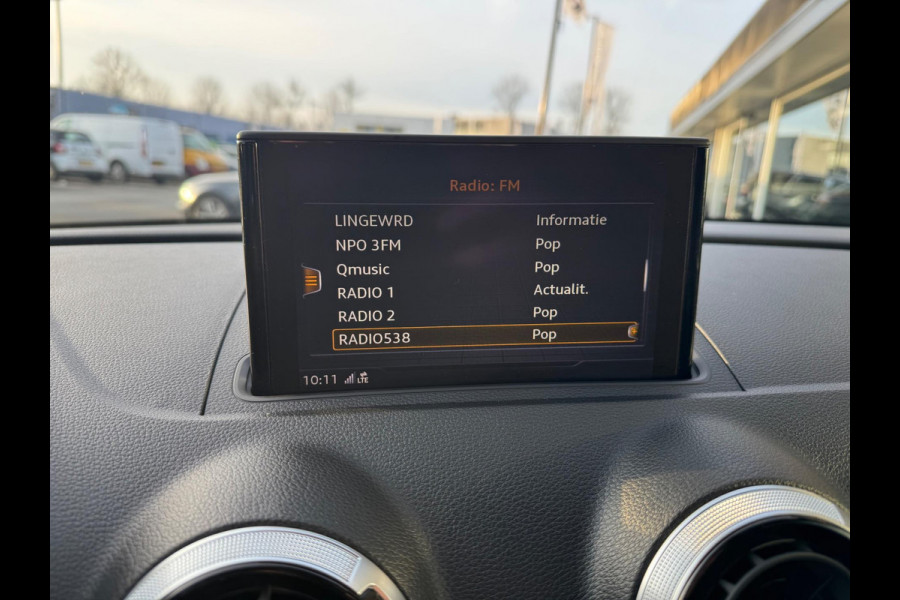 Radio: FM
LINGEWRD Informatie
NPO 3FM Pop
Qmusic Pop
RADIO 1 Actualit.
RADIO 2 Pop
RADIO538 Pop
10:11 LTE